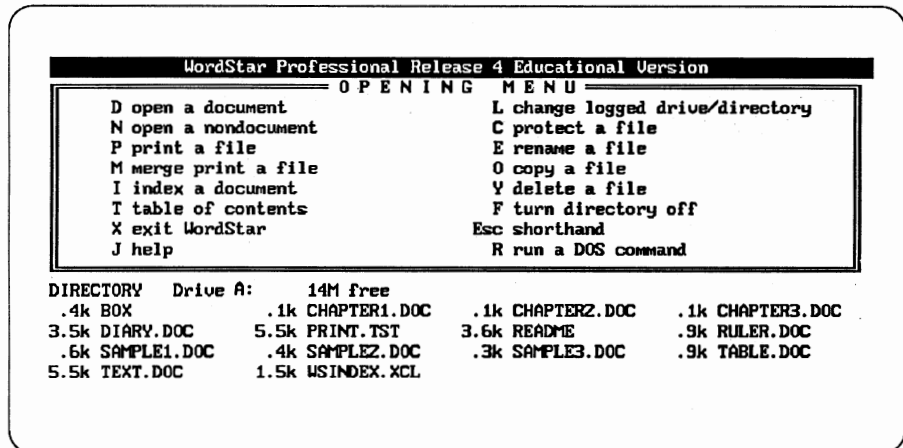 WordStar Professional Release 4 Educational Version
OPENING MENU
D open a document L change logged drive/directory
N open a nondocument C protect a file
P print a file E rename a file
M merge print a file O copy a file
I index a document Y delete a file
T table of contents F turn directory off
X exit WordStar Esc shorthand
J help R run a DOS command
DIRECTORY Drive A: 14M free
.4k BOX .1k CHAPTER1.DOC .1k CHAPTER2.DOC .1k CHAPTER3.DOC
3.5k DIARY.DOC 5.5k PRINT.TST 3.6k README .9k RULER.DOC
.6k SAMPLE1.DOC .4k SAMPLE2.DOC .3k SAMPLE3.DOC .9k TABLE.DOC
5.5k TEXT.DOC 1.5k WSINDEX.XCL